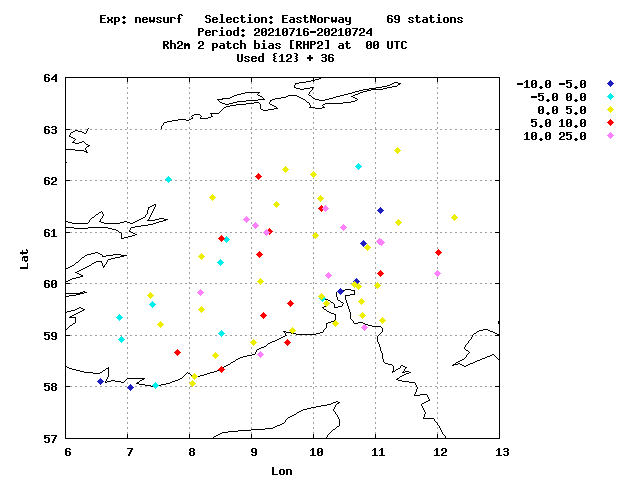 Exp: newsurf Selection: EastNorway 69 stations
Period: 20210716-20210724
Rh2m 2 patch bias [RHP2] at 00 UTC
Used {12} + 36
64
63
62
61
60
59
58
57
Lat
6 7 8 9 10 11 12 13
Lon
-10.0 -5.0
-5.0 0.0
0.0 5.0
5.0 10.0
10.0 25.0